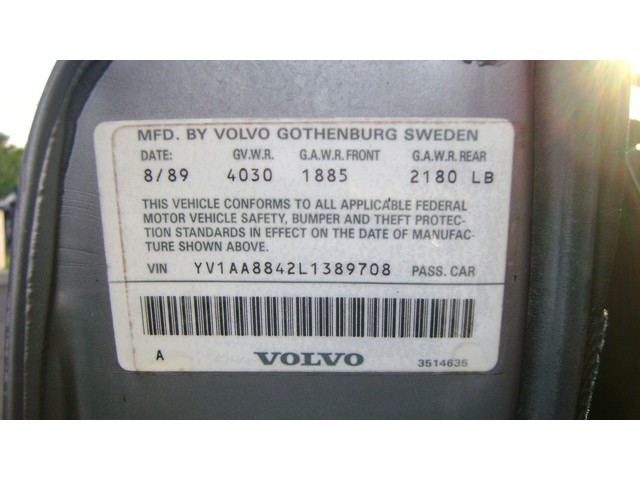 MFD. BY VOLVO GOTHENBURG SWEDEN
DATE: G.V.W.R. G.A.W.R. FRONT G.A.W.R. REAR
8/89 4030 1885 2180 LB
THIS VEHICLE CONFORMS TO ALL APPLICABLE FEDERAL
MOTOR VEHICLE SAFETY, BUMPER AND THEFT PROTEC-
TION STANDARDS IN EFFECT ON THE DATE OF MANUFAC-
TURE SHOWN ABOVE.
VIN YV1AA8842L1389708 PASS. CAR
A VOLVO 3514635